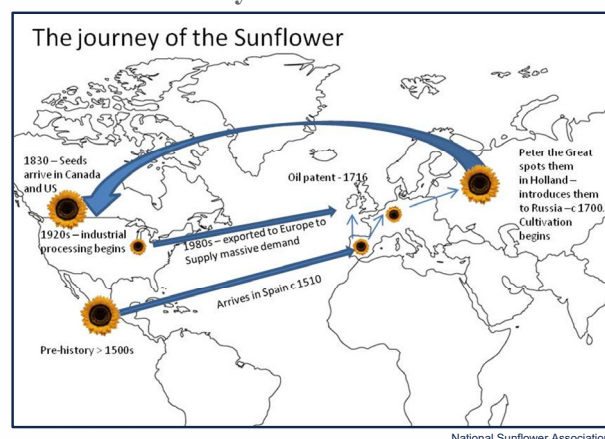 The journey of the Sunflower
1830 – Seeds
arrive in Canada
and US
Oil patent - 1716
Peter the Great
spots them
in Holland –
introduces them
to Russia – c 1700.
Cultivation
begins
1920s – industrial
processing begins
1980s – exported to Europe to
Supply massive demand
Arrives in Spain c 1510
Pre-history > 1500s
National Sunflower Association